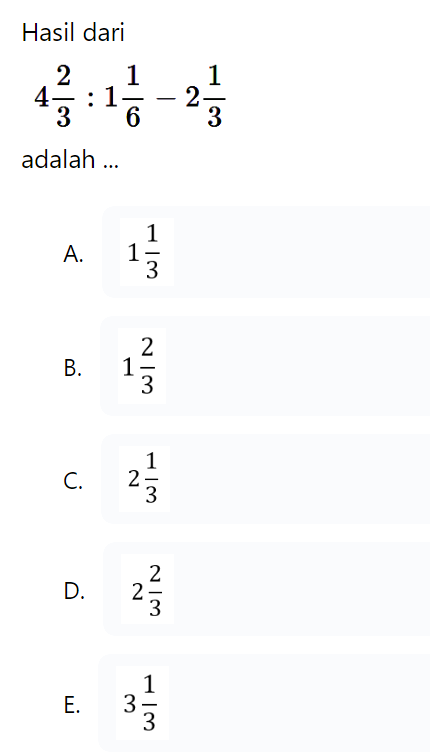 Hasil dari
4 2/3 : 1 1/6 − 2 1/3
adalah ...
A. 1 1/3
B. 1 2/3
C. 2 1/3
D. 2 2/3
E. 3 1/3